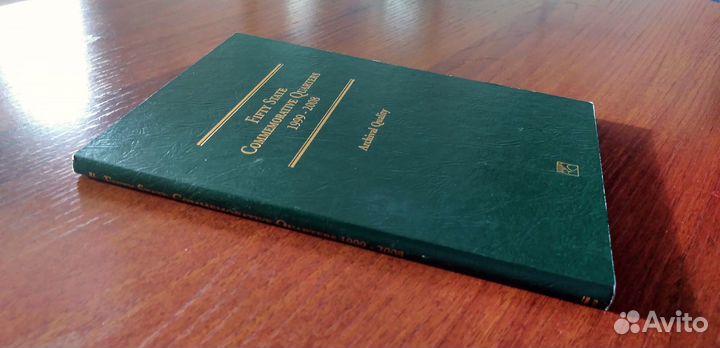 FIFTY STATE
COMMEMORATIVE QUARTERS
1999 - 2008
Archival Quality
FIFTY STATE COMMEMORATIVE QUARTERS 1999 - 2008
Avito